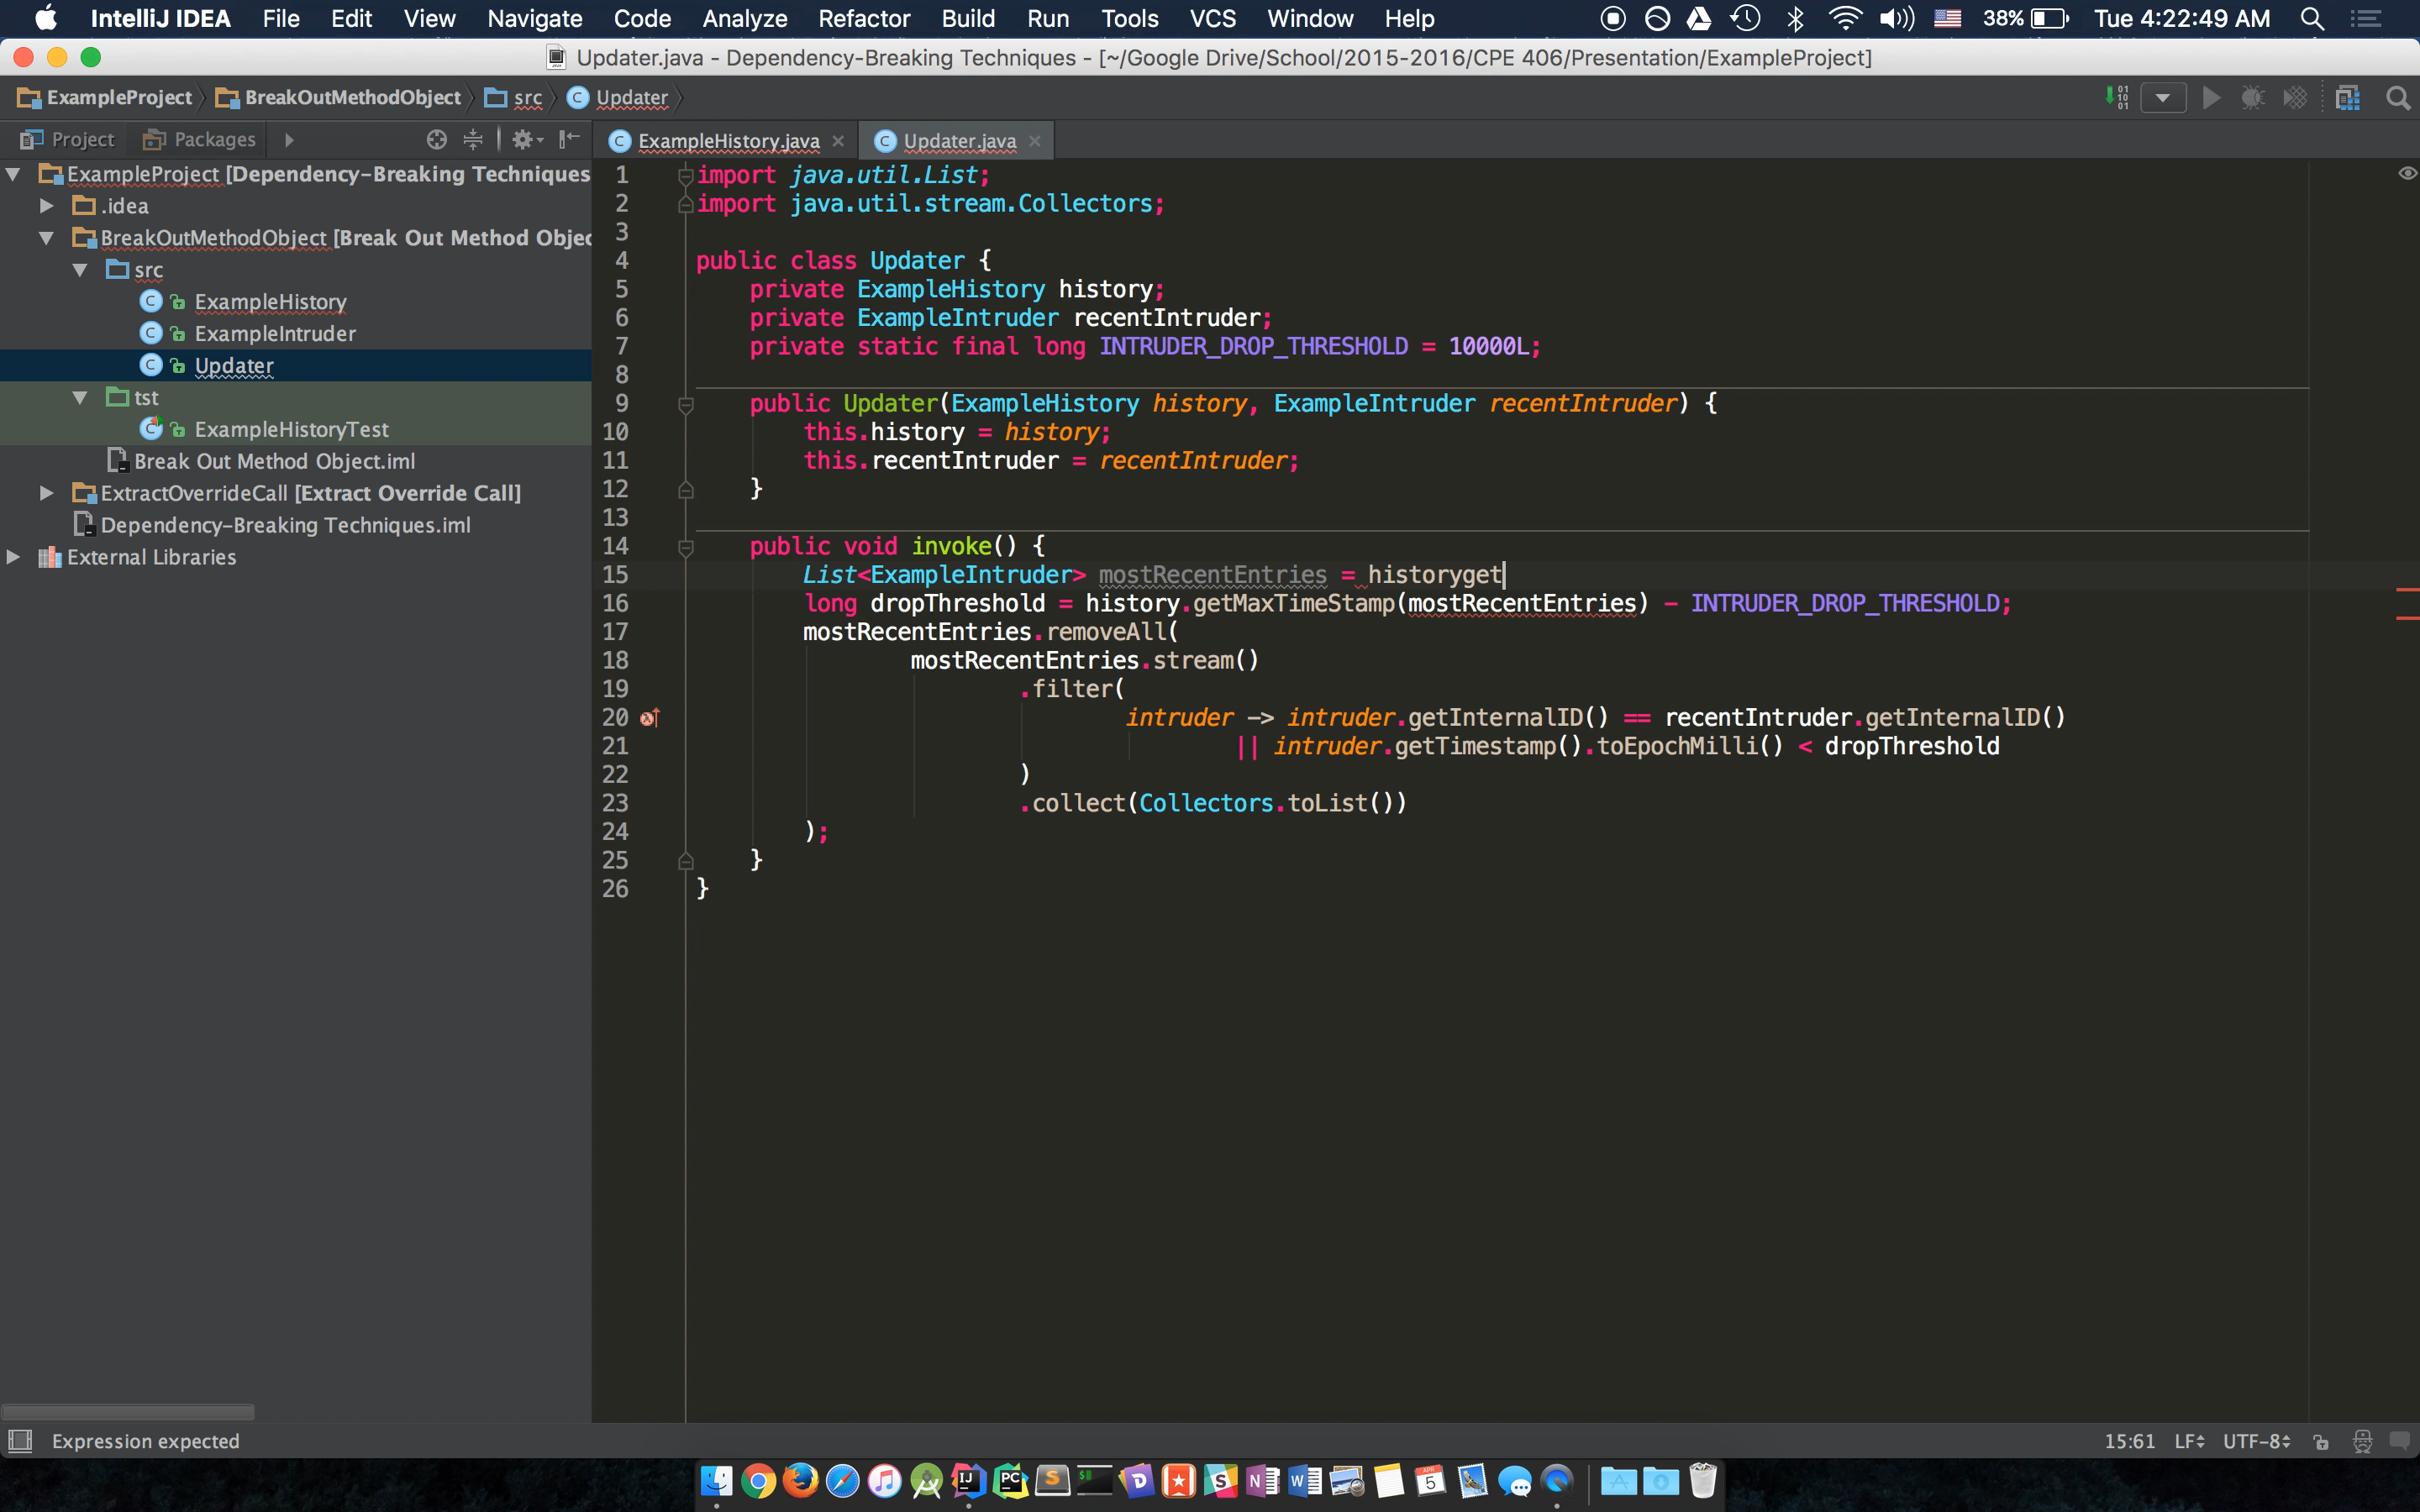 IntelliJ IDEA File Edit View Navigate Code Analyze Refactor Build Run Tools VCS Window Help 38% Tue 4:22:49 AM
Updater.java - Dependency-Breaking Techniques - [~/Google Drive/School/2015-2016/CPE 406/Presentation/ExampleProject]
ExampleProject BreakOutMethodObject src Updater
Project Packages
ExampleHistory.java Updater.java
ExampleProject [Dependency-Breaking Techniques
.idea
BreakOutMethodObject [Break Out Method Objec
src
ExampleHistory
ExampleIntruder
Updater
tst
ExampleHistoryTest
Break Out Method Object.iml
ExtractOverrideCall [Extract Override Call]
Dependency-Breaking Techniques.iml
External Libraries
1 import java.util.List;
2 import java.util.stream.Collectors;
3
4 public class Updater {
5 private ExampleHistory history;
6 private ExampleIntruder recentIntruder;
7 private static final long INTRUDER_DROP_THRESHOLD = 10000L;
8
9 public Updater(ExampleHistory history, ExampleIntruder recentIntruder) {
10 this.history = history;
11 this.recentIntruder = recentIntruder;
12 }
13
14 public void invoke() {
15 List<ExampleIntruder> mostRecentEntries = historyget
16 long dropThreshold = history.getMaxTimeStamp(mostRecentEntries) - INTRUDER_DROP_THRESHOLD;
17 mostRecentEntries.removeAll(
18 mostRecentEntries.stream()
19 .filter(
20 intruder -> intruder.getInternalID() == recentIntruder.getInternalID()
21 || intruder.getTimestamp().toEpochMilli() < dropThreshold
22 )
23 .collect(Collectors.toList())
24 );
25 }
26 }
Expression expected
15:61 LF UTF-8